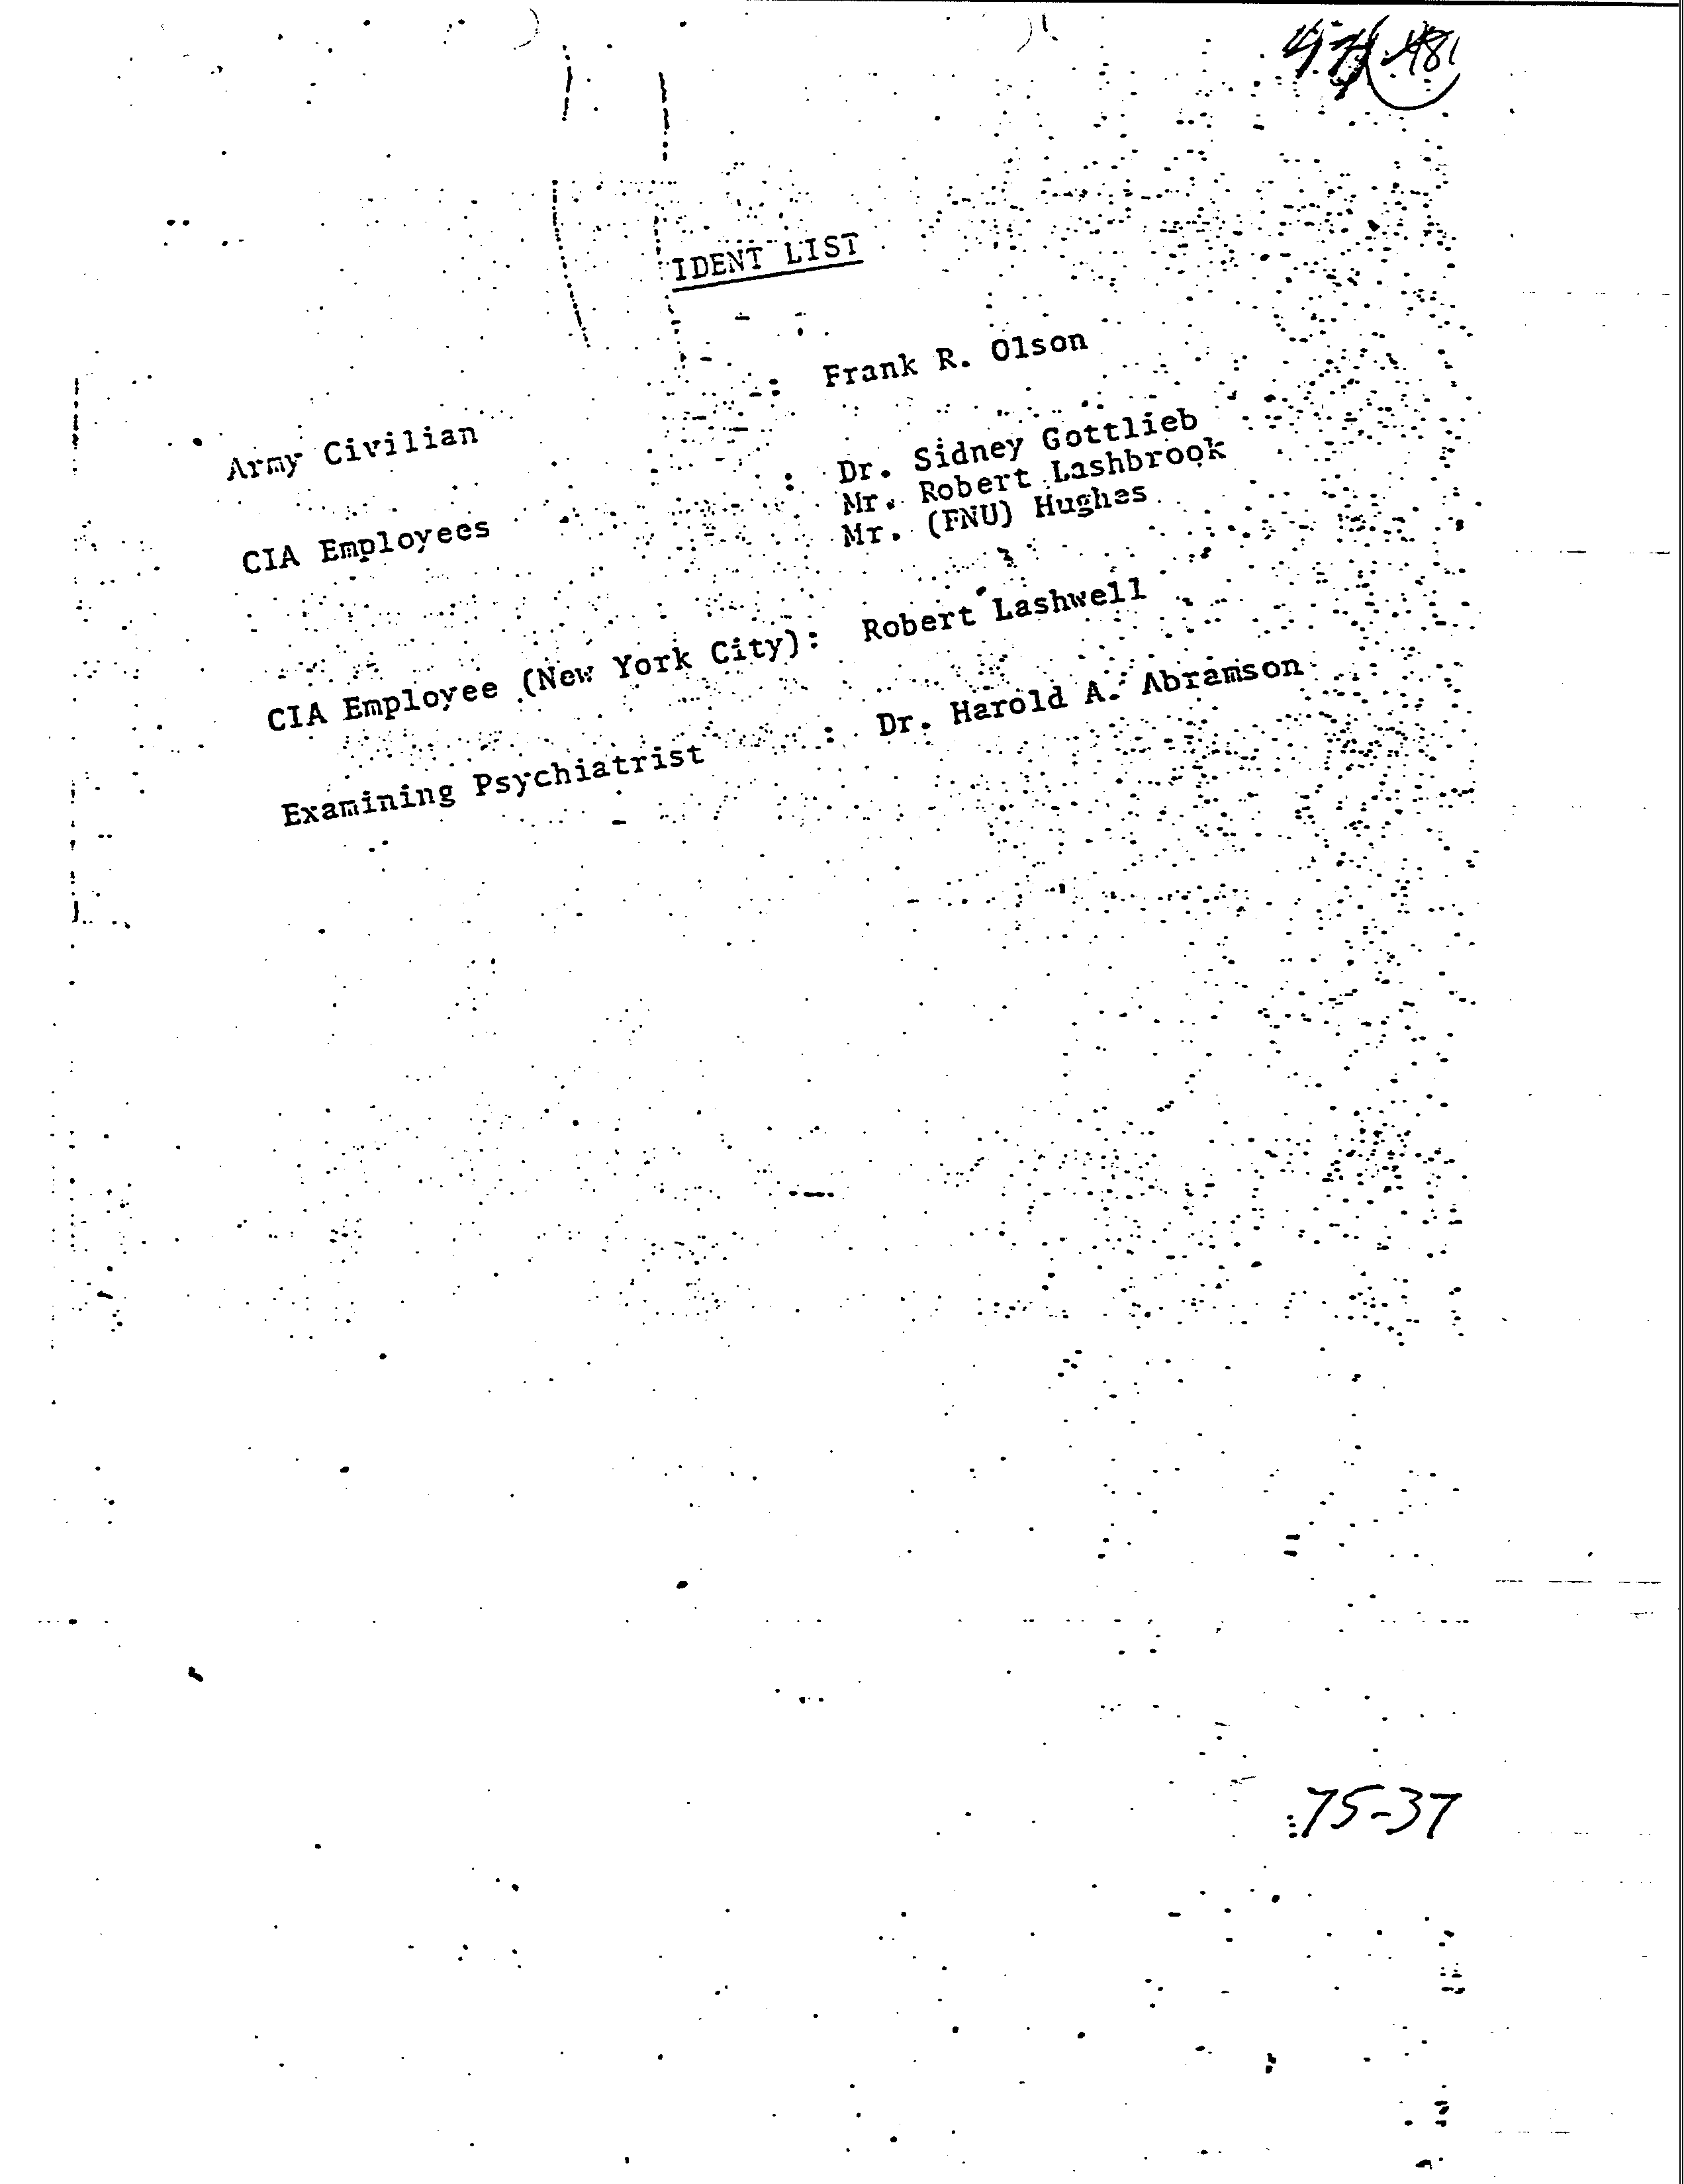 481
IDENT LIST
Army Civilian : Frank R. Olson
CIA Employees : Dr. Sidney Gottlieb
Mr. Robert Lashbrook
Mr. (FNU) Hughes
CIA Employee (New York City): Robert Lashwell
Examining Psychiatrist : Dr. Harold A. Abramson
75-37